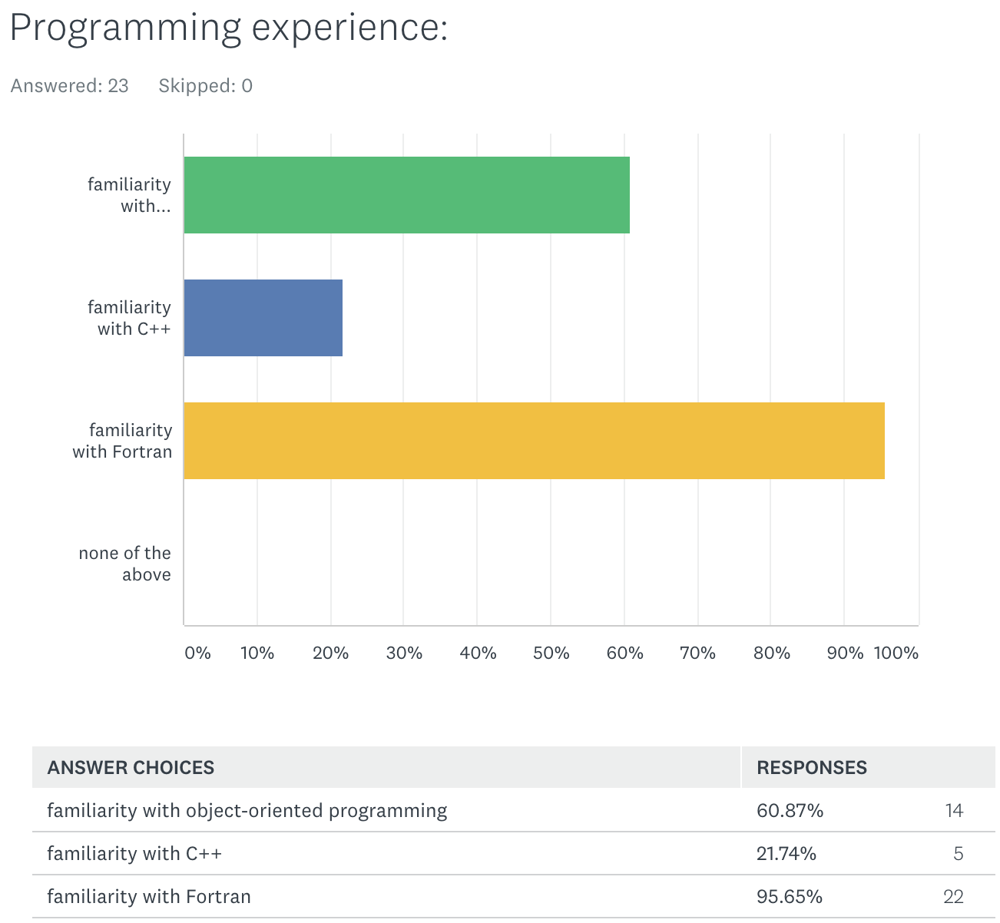 Programming experience:
Answered: 23 Skipped: 0
familiarity
with...
familiarity
with C++
familiarity
with Fortran
none of the
above
0% 10% 20% 30% 40% 50% 60% 70% 80% 90% 100%
ANSWER CHOICES RESPONSES
familiarity with object-oriented programming 60.87% 14
familiarity with C++ 21.74% 5
familiarity with Fortran 95.65% 22